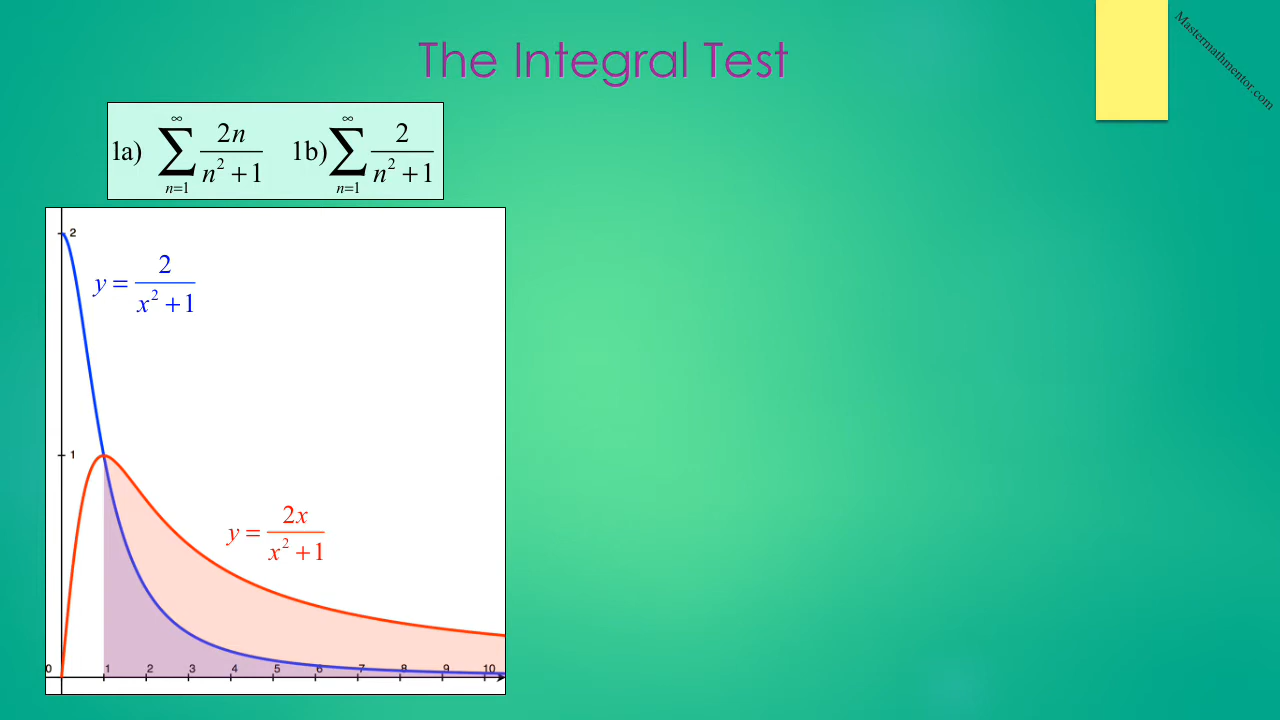 The Integral Test
Mastermathmentor.com
1a) ∑_{n=1}^{∞} 2n/(n² + 1) 1b) ∑_{n=1}^{∞} 2/(n² + 1)
2
y = 2/(x² + 1)
1
y = 2x/(x² + 1)
0 1 2 3 4 5 6 7 8 9 10